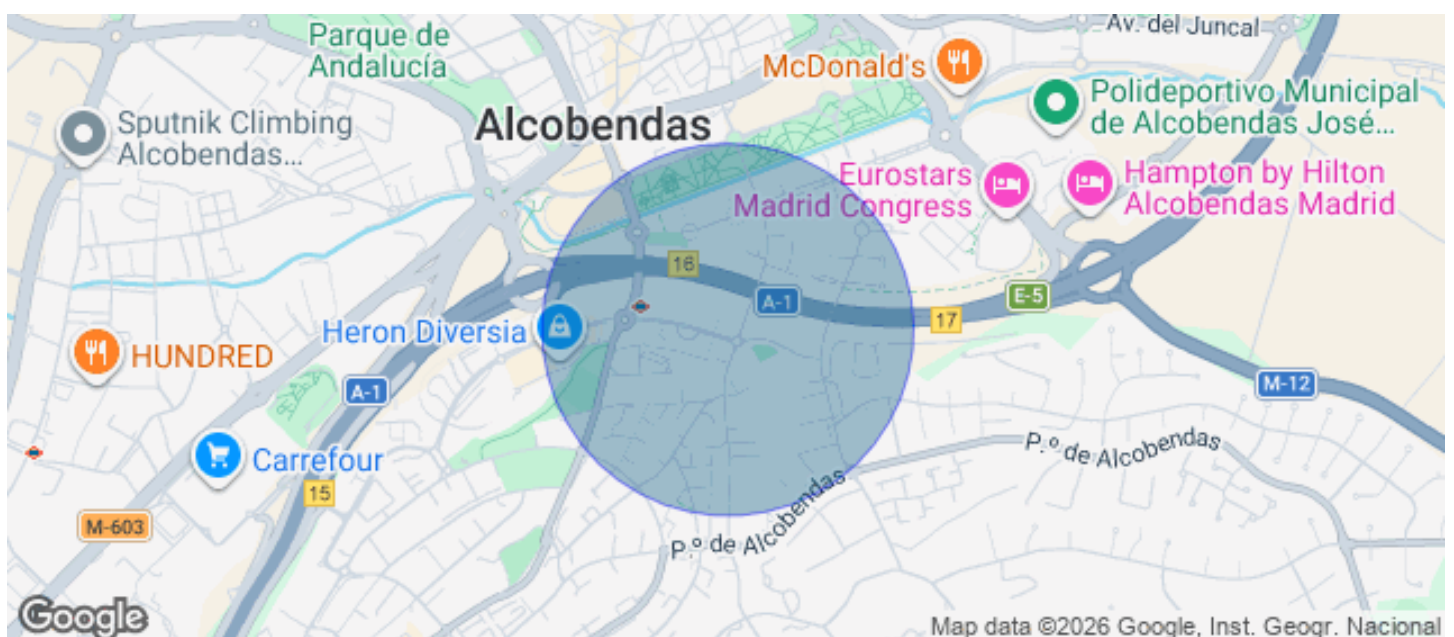 Av. del Juncal
Parque de
Andalucía
McDonald's
Sputnik Climbing
Alcobendas...
Alcobendas
Polideportivo Municipal
de Alcobendas José...
Eurostars
Madrid Congress
Hampton by Hilton
Alcobendas Madrid
16
A-1
E-5
17
Heron Diversia
HUNDRED
A-1
M-12
Carrefour
P.º de Alcobendas
15
M-603
P.º de Alcobendas
Google
Map data ©2026 Google, Inst. Geogr. Nacional